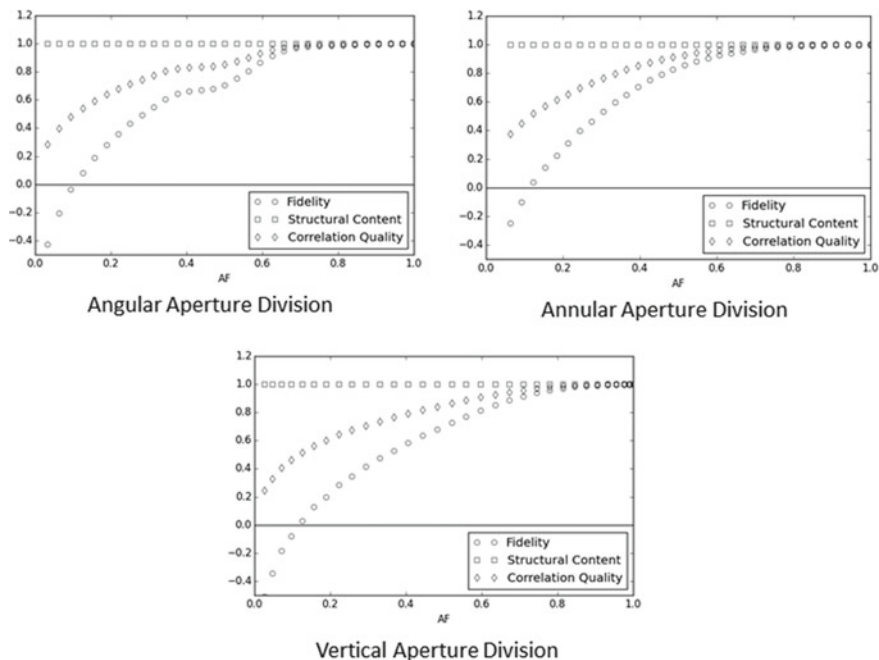 1.2
1.0
0.8
0.6
0.4
0.2
0.0
−0.2
−0.4
0.0 0.2 0.4 0.6 0.8 1.0
AF
Fidelity
Structural Content
Correlation Quality
Angular Aperture Division
1.2
1.0
0.8
0.6
0.4
0.2
0.0
−0.2
−0.4
0.0 0.2 0.4 0.6 0.8 1.0
AF
Fidelity
Structural Content
Correlation Quality
Annular Aperture Division
1.2
1.0
0.8
0.6
0.4
0.2
0.0
−0.2
−0.4
0.0 0.2 0.4 0.6 0.8 1.0
AF
Fidelity
Structural Content
Correlation Quality
Vertical Aperture Division